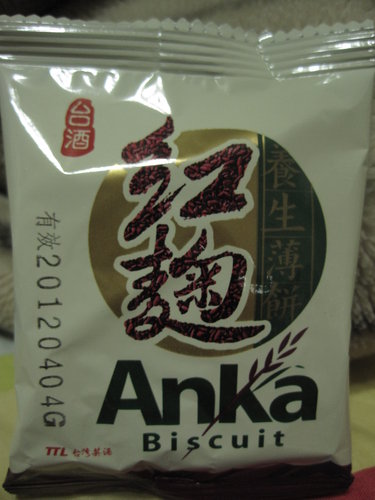 台酒
紅麴
養生薄餅
有效20120404G
Anka
Biscuit
TTL 台灣菸酒